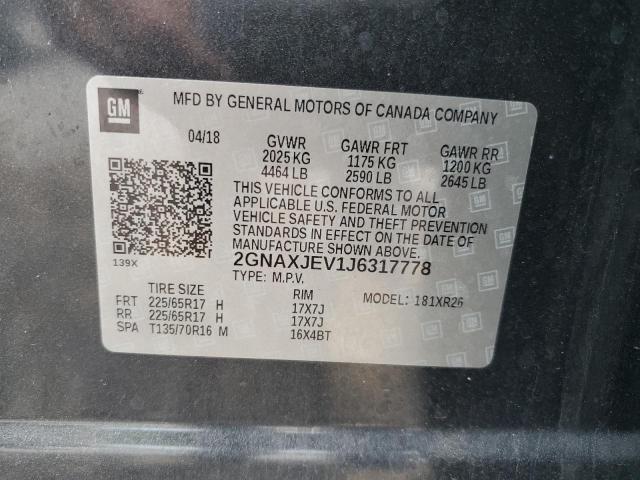 GM
MFD BY GENERAL MOTORS OF CANADA COMPANY
04/18 GVWR GAWR FRT GAWR RR
2025 KG 1175 KG 1200 KG
4464 LB 2590 LB 2645 LB
THIS VEHICLE CONFORMS TO ALL
APPLICABLE U.S. FEDERAL MOTOR
VEHICLE SAFETY AND THEFT PREVENTION
STANDARDS IN EFFECT ON THE DATE OF
MANUFACTURE SHOWN ABOVE.
139X 2GNAXJEV1J6317778
TYPE: M.P.V.
TIRE SIZE RIM MODEL: 181XR26
FRT 225/65R17 H 17X7J
RR 225/65R17 H 17X7J
SPA T135/70R16 M 16X4BT